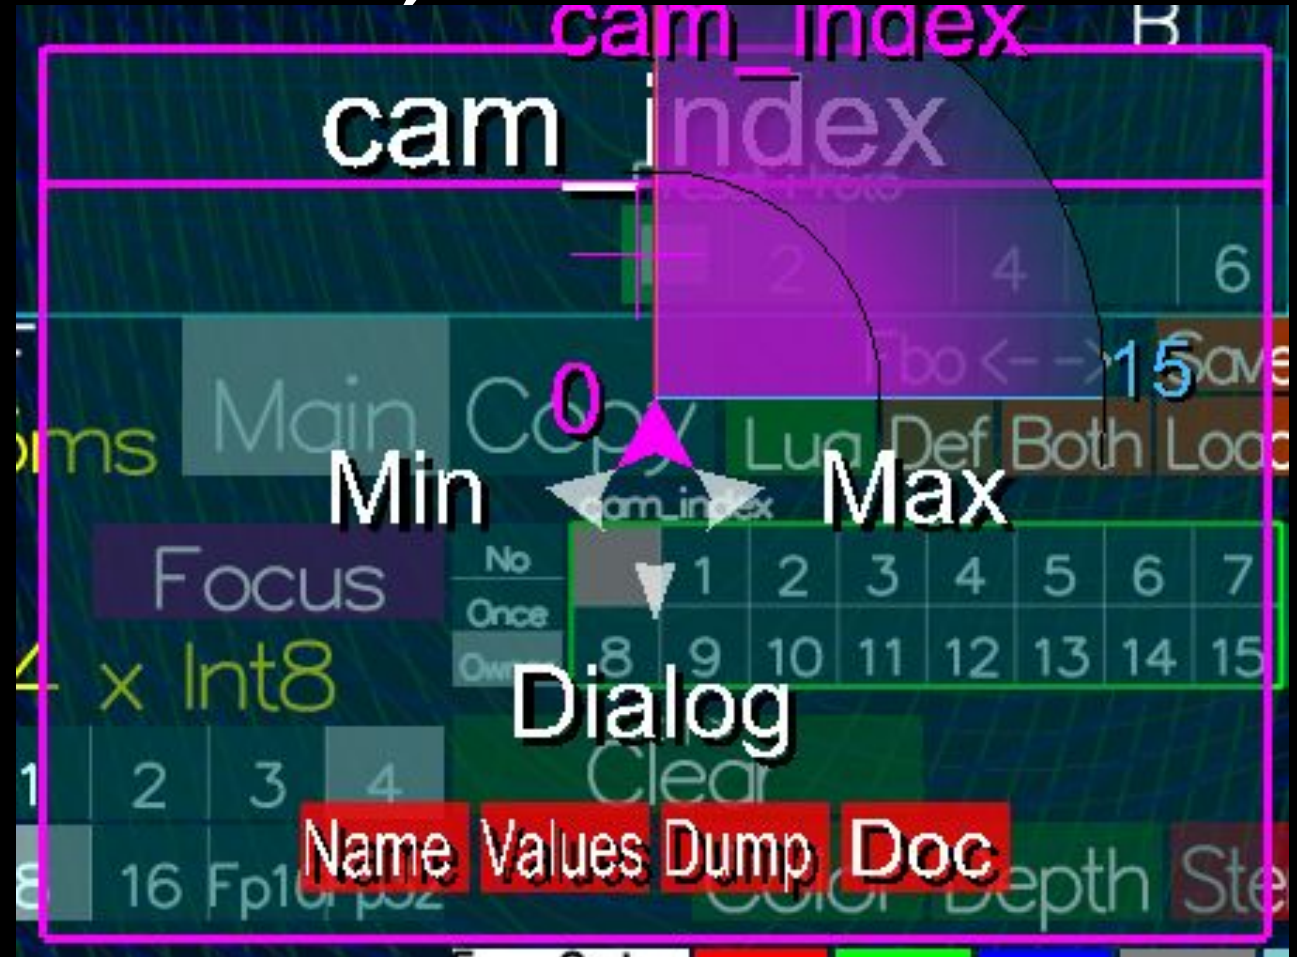 cam_index
B
cam_index
2 4 6
Fbo <--> 15 Save
0
Main Copy
Lua Def Both Load
Min Max
cam_index
Focus
No 1 2 3 4 5 6 7
Once
8 9 10 11 12 13 14 15
x Int8
Dialog
Clear
1 2 3 4
Name Values Dump Doc
8 16
Color Depth